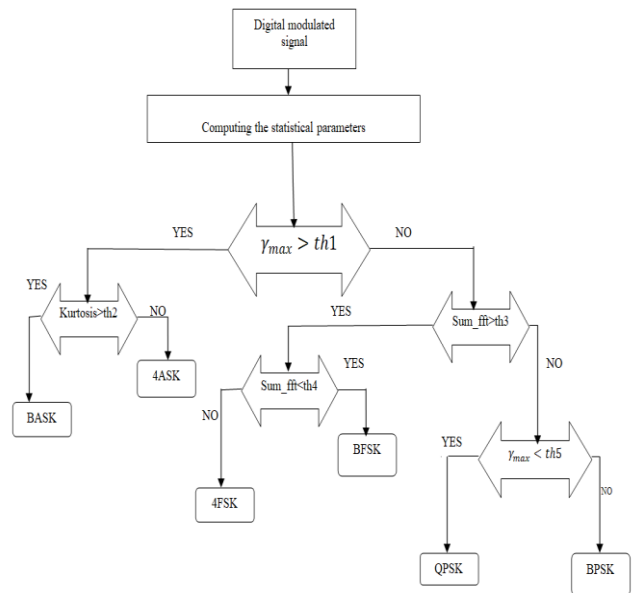 Digital modulated
signal
Computing the statistical parameters
YES
γmax > th1
NO
YES
Kurtosis>th2
NO
YES
Sum_fft>th3
4ASK
BASK
YES
Sum_fft<th4
NO
NO
BFSK
YES
γmax < th5
NO
4FSK
QPSK
BPSK